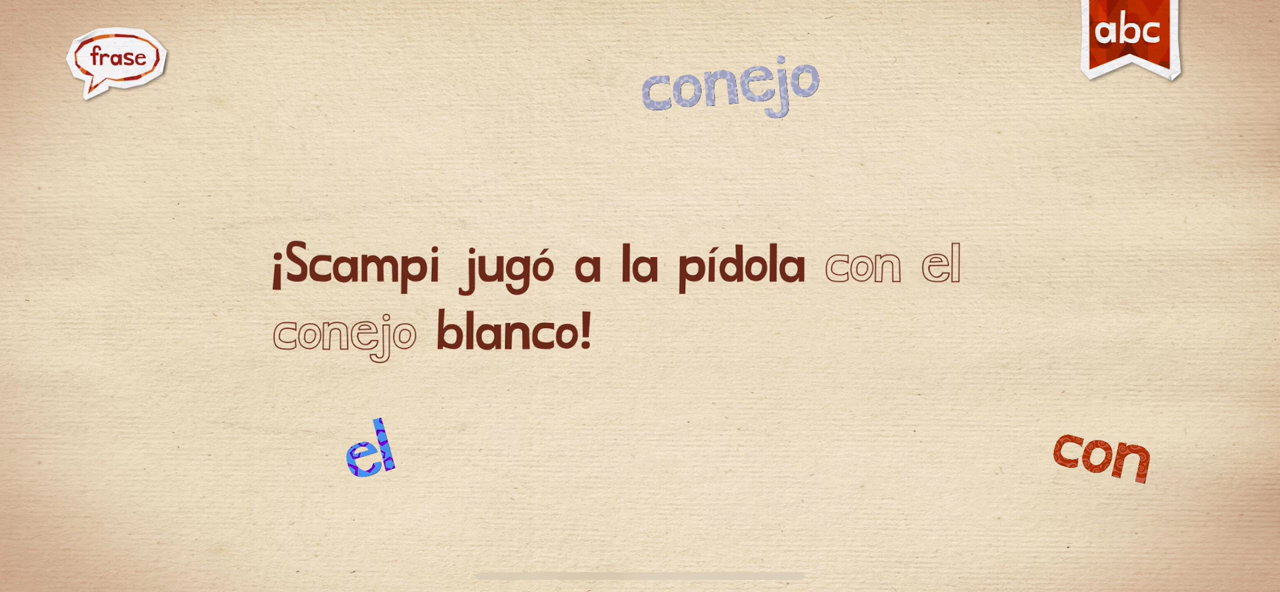 frase
abc
conejo
¡Scampi jugó a la pídola con el
conejo blanco!
el
con